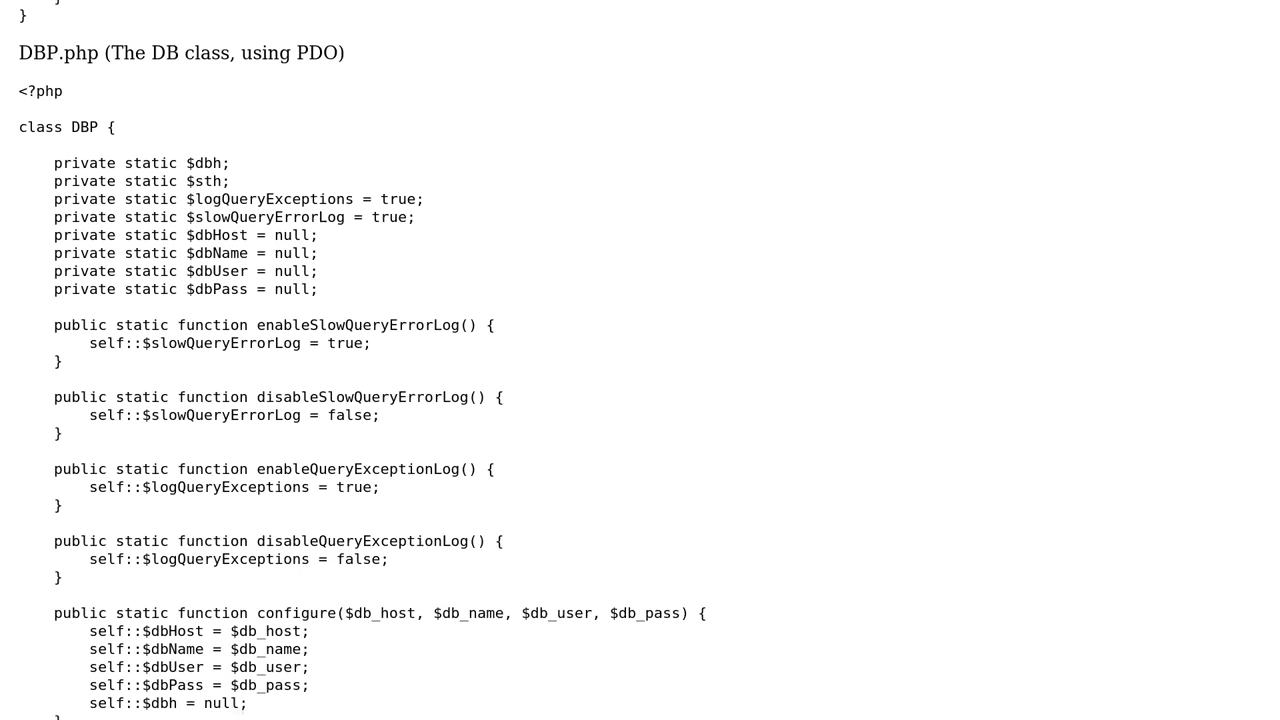 }
DBP.php (The DB class, using PDO)
<?php
class DBP {
    private static $dbh;
    private static $sth;
    private static $logQueryExceptions = true;
    private static $slowQueryErrorLog = true;
    private static $dbHost = null;
    private static $dbName = null;
    private static $dbUser = null;
    private static $dbPass = null;
    public static function enableSlowQueryErrorLog() {
        self::$slowQueryErrorLog = true;
    }
    public static function disableSlowQueryErrorLog() {
        self::$slowQueryErrorLog = false;
    }
    public static function enableQueryExceptionLog() {
        self::$logQueryExceptions = true;
    }
    public static function disableQueryExceptionLog() {
        self::$logQueryExceptions = false;
    }
    public static function configure($db_host, $db_name, $db_user, $db_pass) {
        self::$dbHost = $db_host;
        self::$dbName = $db_name;
        self::$dbUser = $db_user;
        self::$dbPass = $db_pass;
        self::$dbh = null;
    }